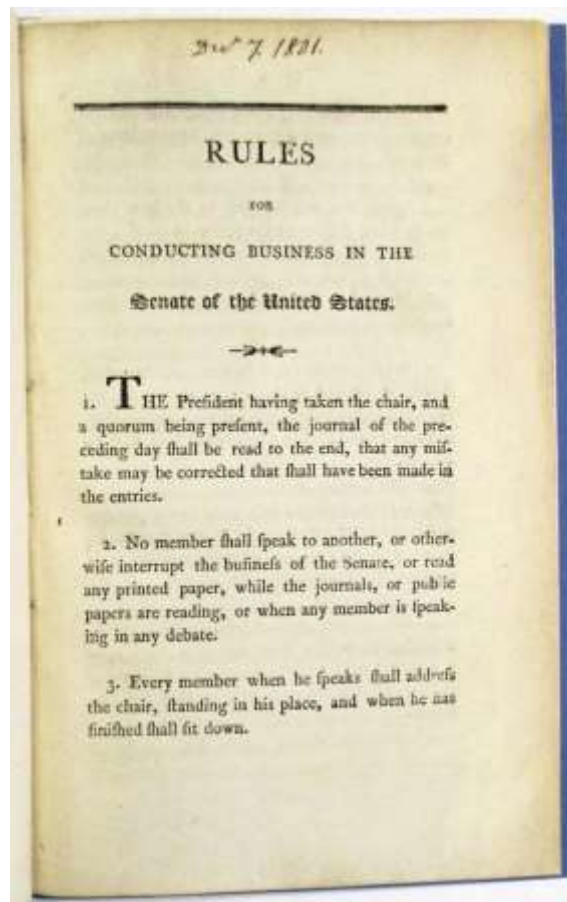 Decr 7. 1801.
RULES
FOR
CONDUCTING BUSINESS IN THE
Senate of the United States.
1. THE Preſident having taken the chair, and
a quorum being preſent, the journal of the pre-
ceding day ſhall be read to the end, that any miſ-
take may be corrected that ſhall have been made in
the entries.
2. No member ſhall ſpeak to another, or other-
wiſe interrupt the buſineſs of the Senate, or read
any printed paper, while the journals, or public
papers are reading, or when any member is ſpeak-
ing in any debate.
3. Every member when he ſpeaks ſhall addreſs
the chair, ſtanding in his place, and when he has
finiſhed ſhall ſit down.